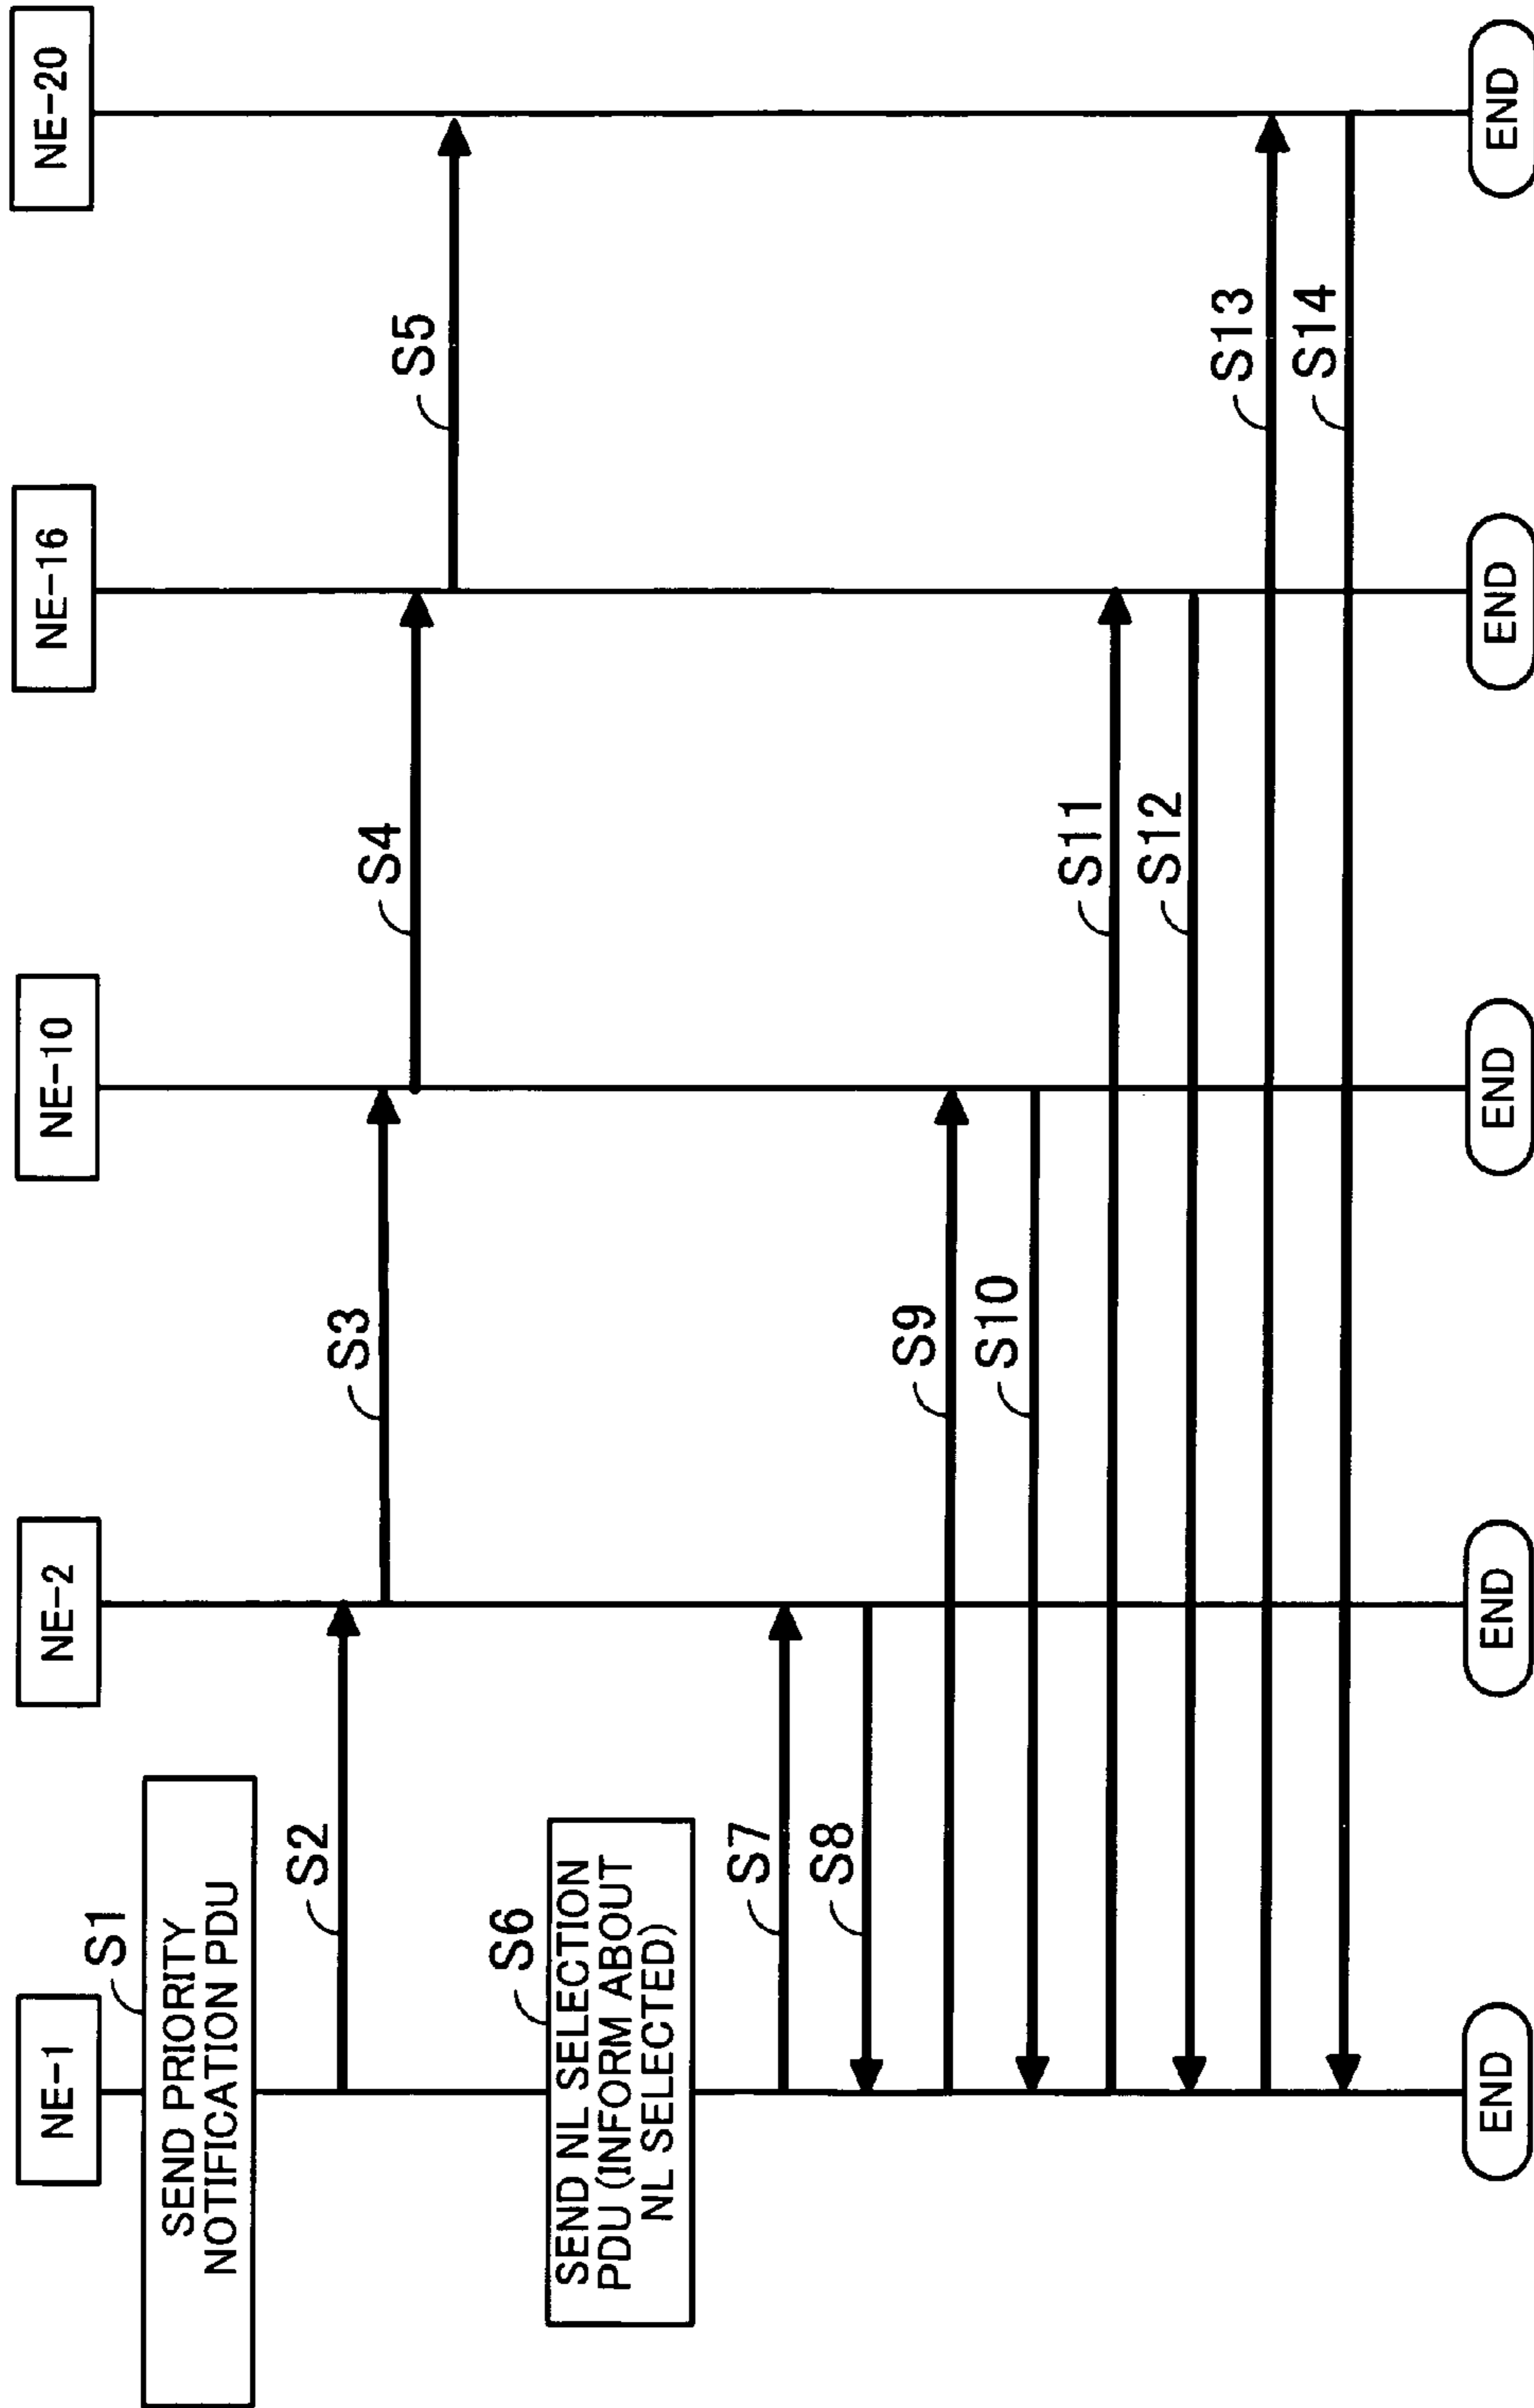 NE-1
NE-2
NE-10
NE-16
NE-20
S1
SEND PRIORITY
NOTIFICATION PDU
S2
S3
S4
S5
S6
SEND NL SELECTION
PDU (INFORM ABOUT
NL SELECTED)
S7
S8
S9
S10
S11
S12
S13
S14
END
END
END
END
END